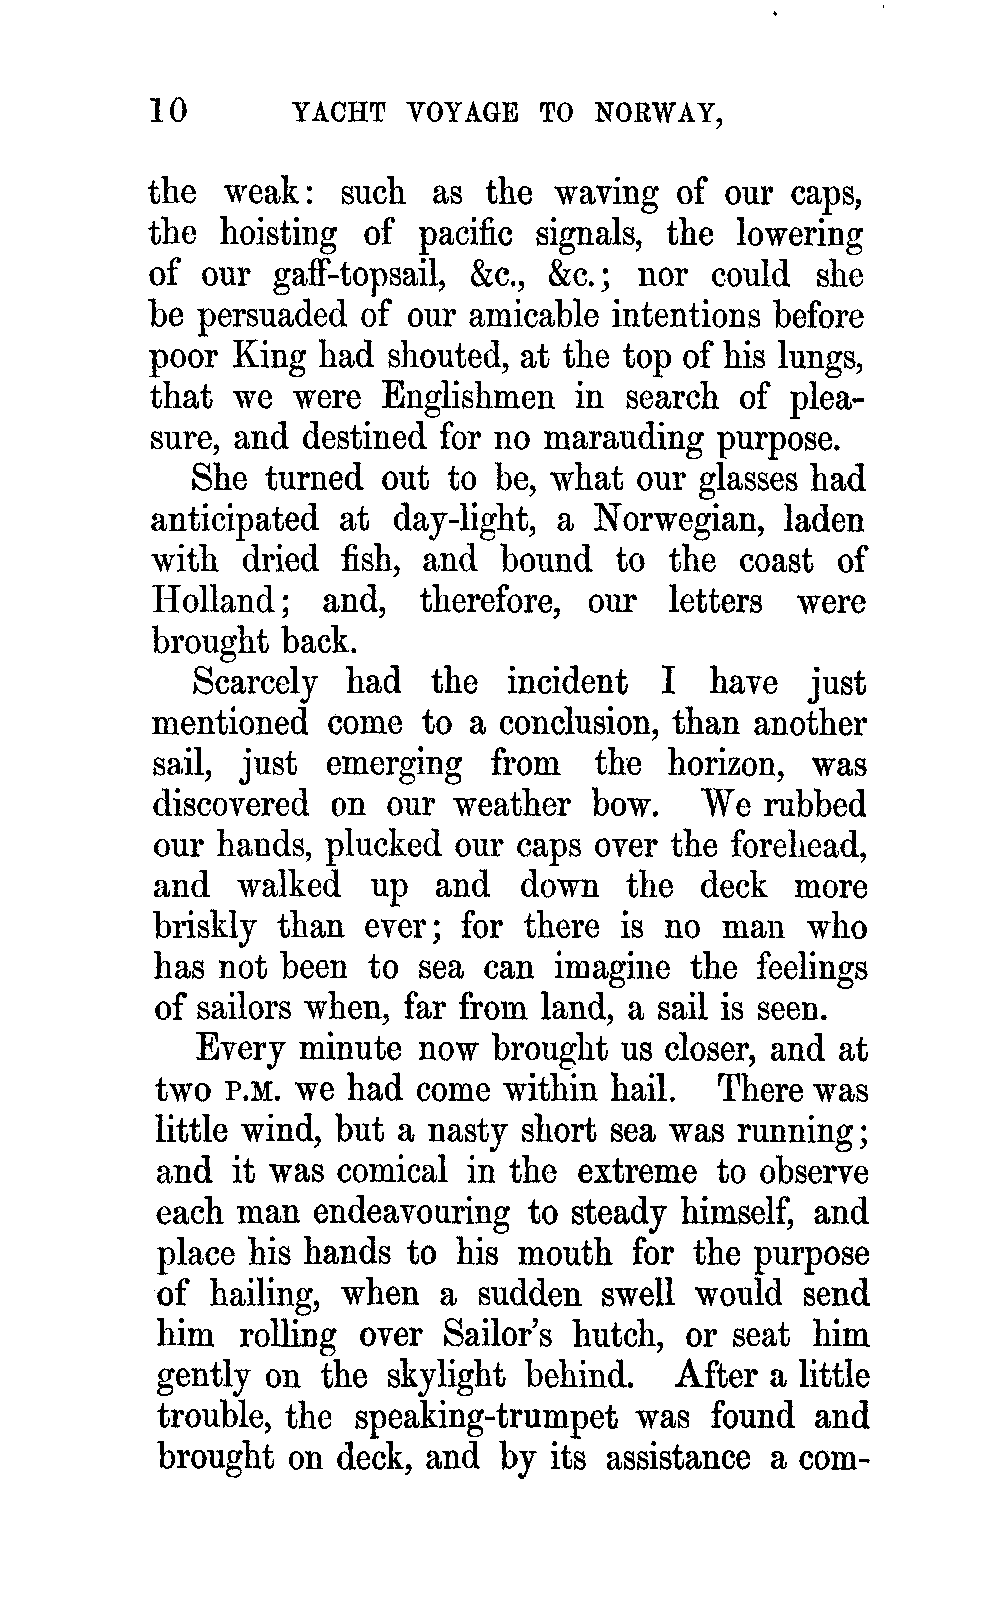 10 YACHT VOYAGE TO NORWAY,
the weak: such as the waving of our caps,
the hoisting of pacific signals, the lowering
of our gaff-topsail, &c., &c.; nor could she
be persuaded of our amicable intentions before
poor King had shouted, at the top of his lungs,
that we were Englishmen in search of plea-
sure, and destined for no marauding purpose.
She turned out to be, what our glasses had
anticipated at day-light, a Norwegian, laden
with dried fish, and bound to the coast of
Holland; and, therefore, our letters were
brought back.
Scarcely had the incident I have just
mentioned come to a conclusion, than another
sail, just emerging from the horizon, was
discovered on our weather bow. We rubbed
our hands, plucked our caps over the forehead,
and walked up and down the deck more
briskly than ever; for there is no man who
has not been to sea can imagine the feelings
of sailors when, far from land, a sail is seen.
Every minute now brought us closer, and at
two P.M. we had come within hail. There was
little wind, but a nasty short sea was running;
and it was comical in the extreme to observe
each man endeavouring to steady himself, and
place his hands to his mouth for the purpose
of hailing, when a sudden swell would send
him rolling over Sailor's hutch, or seat him
gently on the skylight behind. After a little
trouble, the speaking-trumpet was found and
brought on deck, and by its assistance a com-